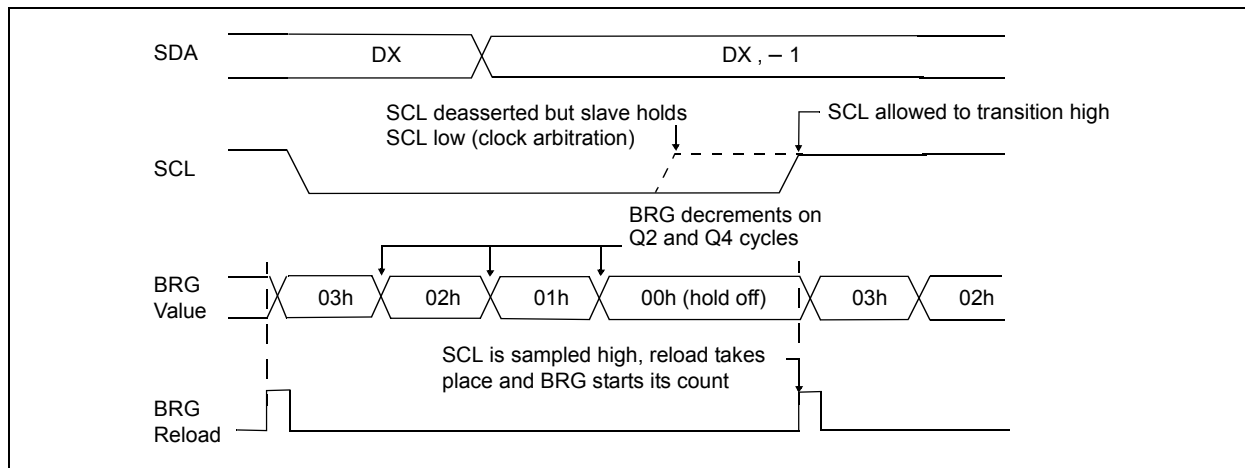 SDA
DX
DX , – 1
SCL deasserted but slave holds
SCL low (clock arbitration)
SCL allowed to transition high
SCL
BRG decrements on
Q2 and Q4 cycles
BRG
Value
03h
02h
01h
00h (hold off)
03h
02h
SCL is sampled high, reload takes
place and BRG starts its count
BRG
Reload